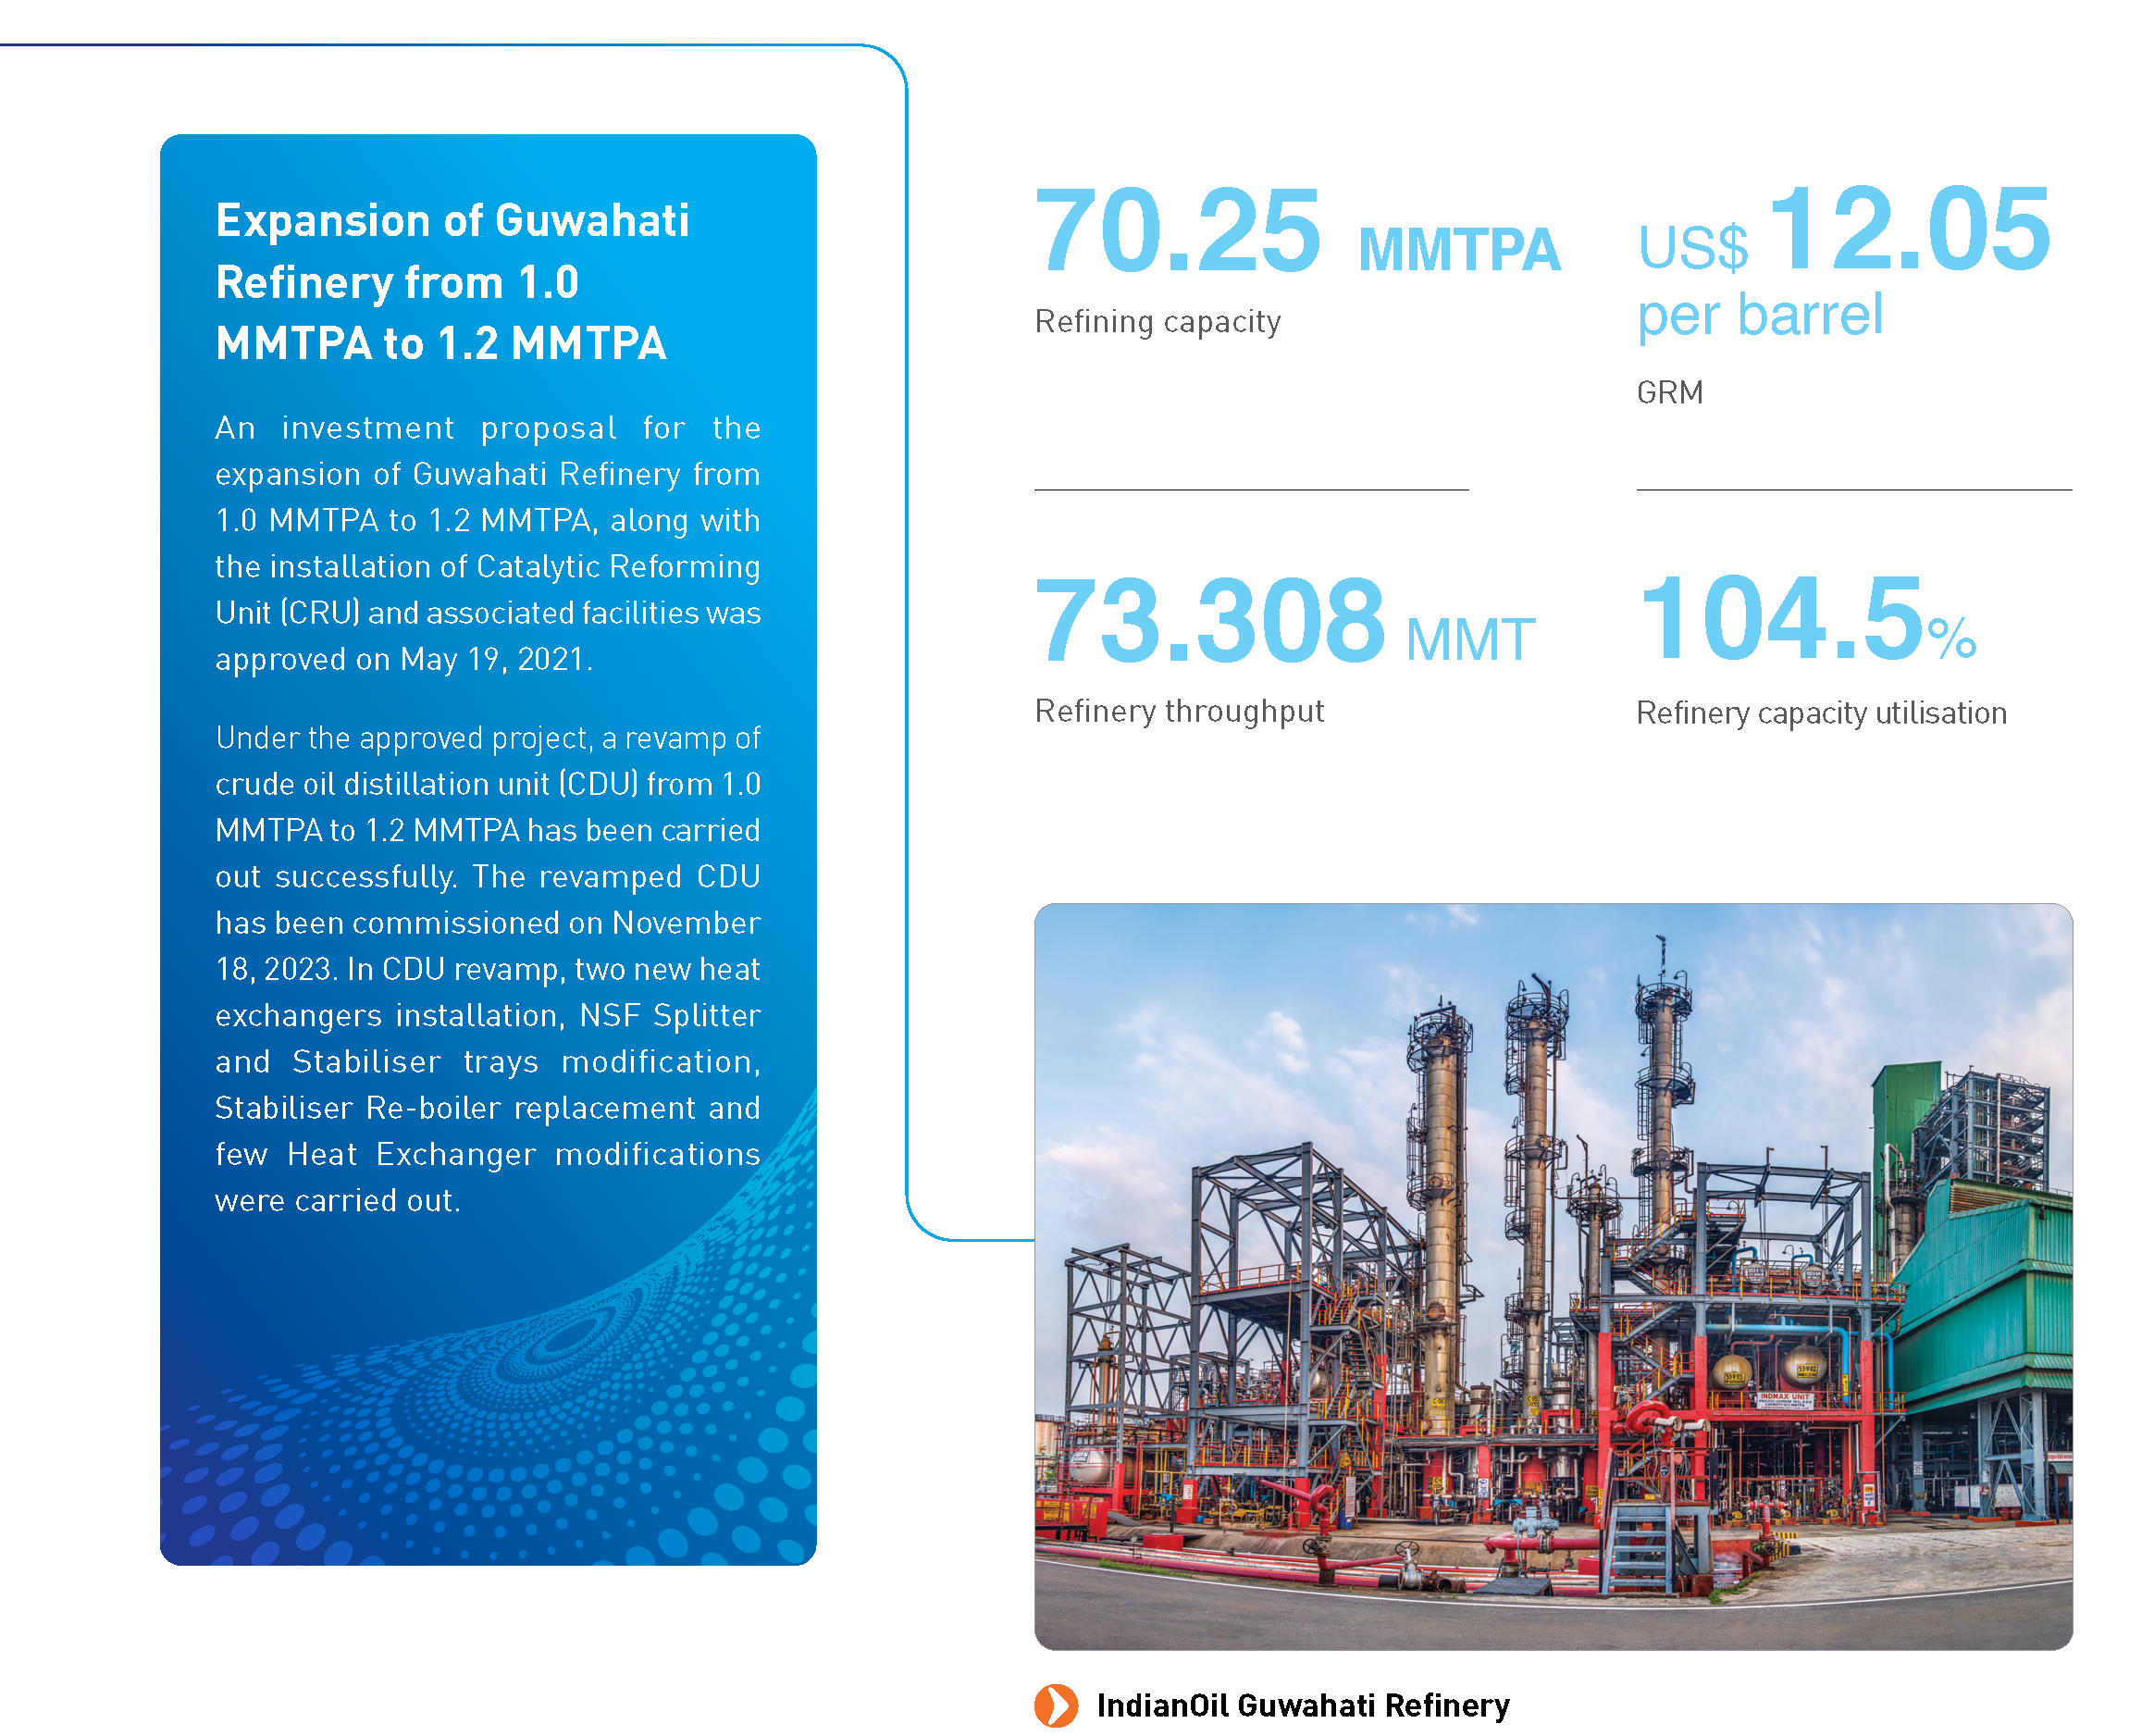 Expansion of Guwahati
Refinery from 1.0
MMTPA to 1.2 MMTPA
An investment proposal for the
expansion of Guwahati Refinery from
1.0 MMTPA to 1.2 MMTPA, along with
the installation of Catalytic Reforming
Unit (CRU) and associated facilities was
approved on May 19, 2021.
Under the approved project, a revamp of
crude oil distillation unit (CDU) from 1.0
MMTPA to 1.2 MMTPA has been carried
out successfully. The revamped CDU
has been commissioned on November
18, 2023. In CDU revamp, two new heat
exchangers installation, NSF Splitter
and Stabiliser trays modification,
Stabiliser Re-boiler replacement and
few Heat Exchanger modifications
were carried out.
70.25 MMTPA
Refining capacity
US$ 12.05
per barrel
GRM
73.308 MMT
Refinery throughput
104.5%
Refinery capacity utilisation
INDMAX UNIT
IndianOil Guwahati Refinery